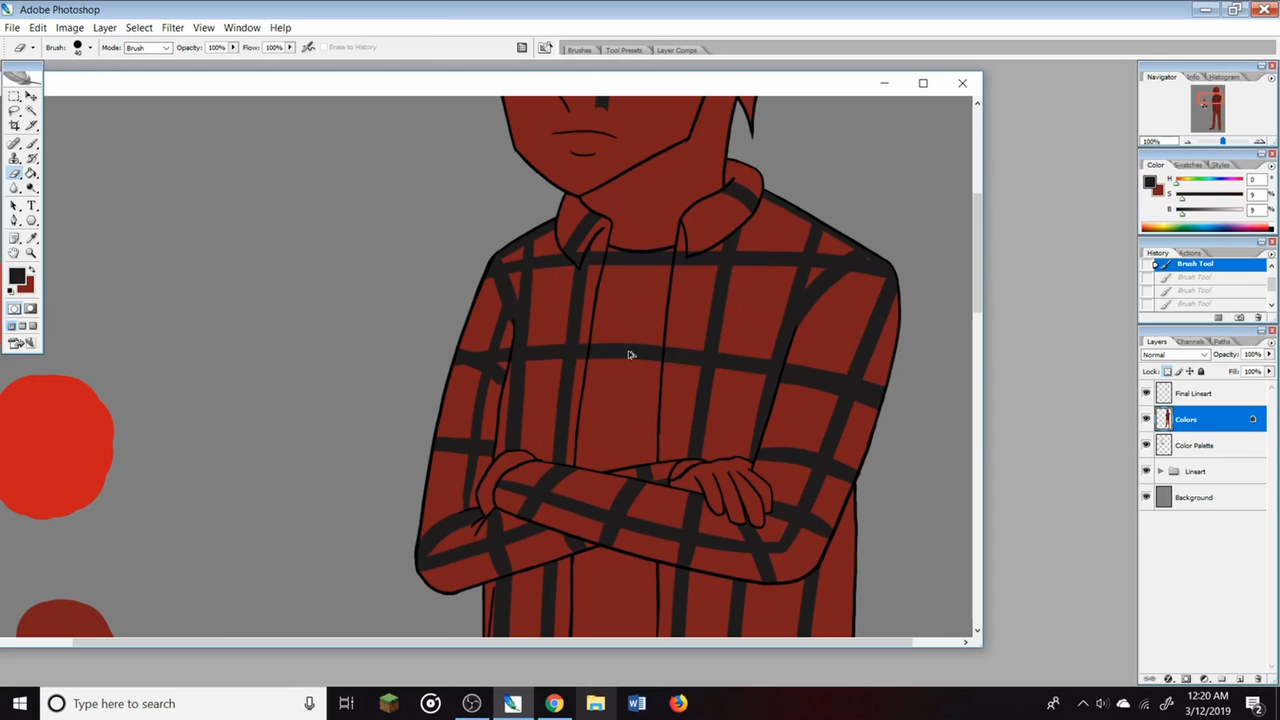 Adobe Photoshop
File Edit Image Layer Select Filter View Window Help
Brush: 40 Mode: Brush Opacity: 100% Flow: 100% Erase to History Brushes Tool Presets Layer Comps
Navigator Info Histogram
100%
Color Swatches Styles
H 0 °
S 9 %
B 9 %
History Actions
Brush Tool
Brush Tool
Brush Tool
Brush Tool
Layers Channels Paths
Normal Opacity: 100%
Lock: Fill: 100%
Final Lineart
Colors
Color Palette
Lineart
Background
Type here to search
12:20 AM
3/12/2019
2